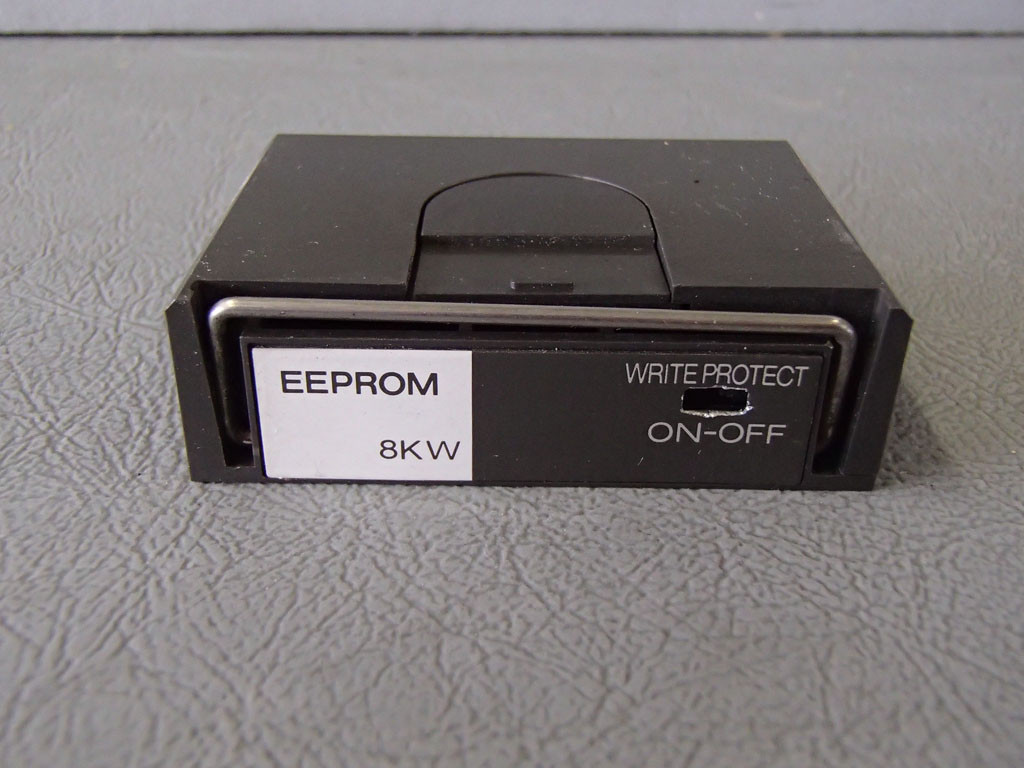 EEPROM
8KW
WRITE PROTECT
ON-OFF